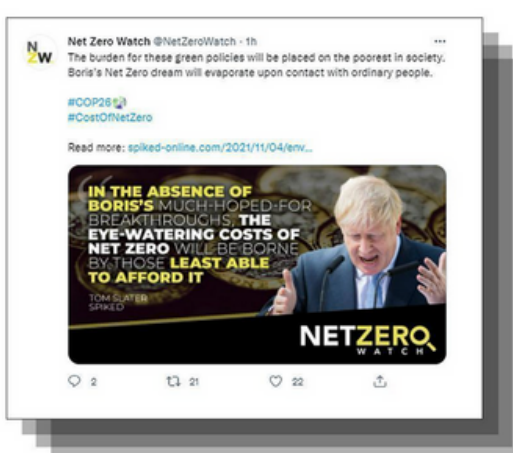 Net Zero Watch @NetZeroWatch · 1h
The burden for these green policies will be placed on the poorest in society.
Boris's Net Zero dream will evaporate upon contact with ordinary people.
#COP26
#CostOfNetZero
Read more: spiked-online.com/2021/11/04/env...
IN THE ABSENCE OF
BORIS'S MUCH-HOPED-FOR
BREAKTHROUGHS, THE
EYE-WATERING COSTS OF
NET ZERO WILL BE BORNE
BY THOSE LEAST ABLE
TO AFFORD IT
TOM SLATER
SPIKED
NETZERO
WATCH
2 21 22
NZW